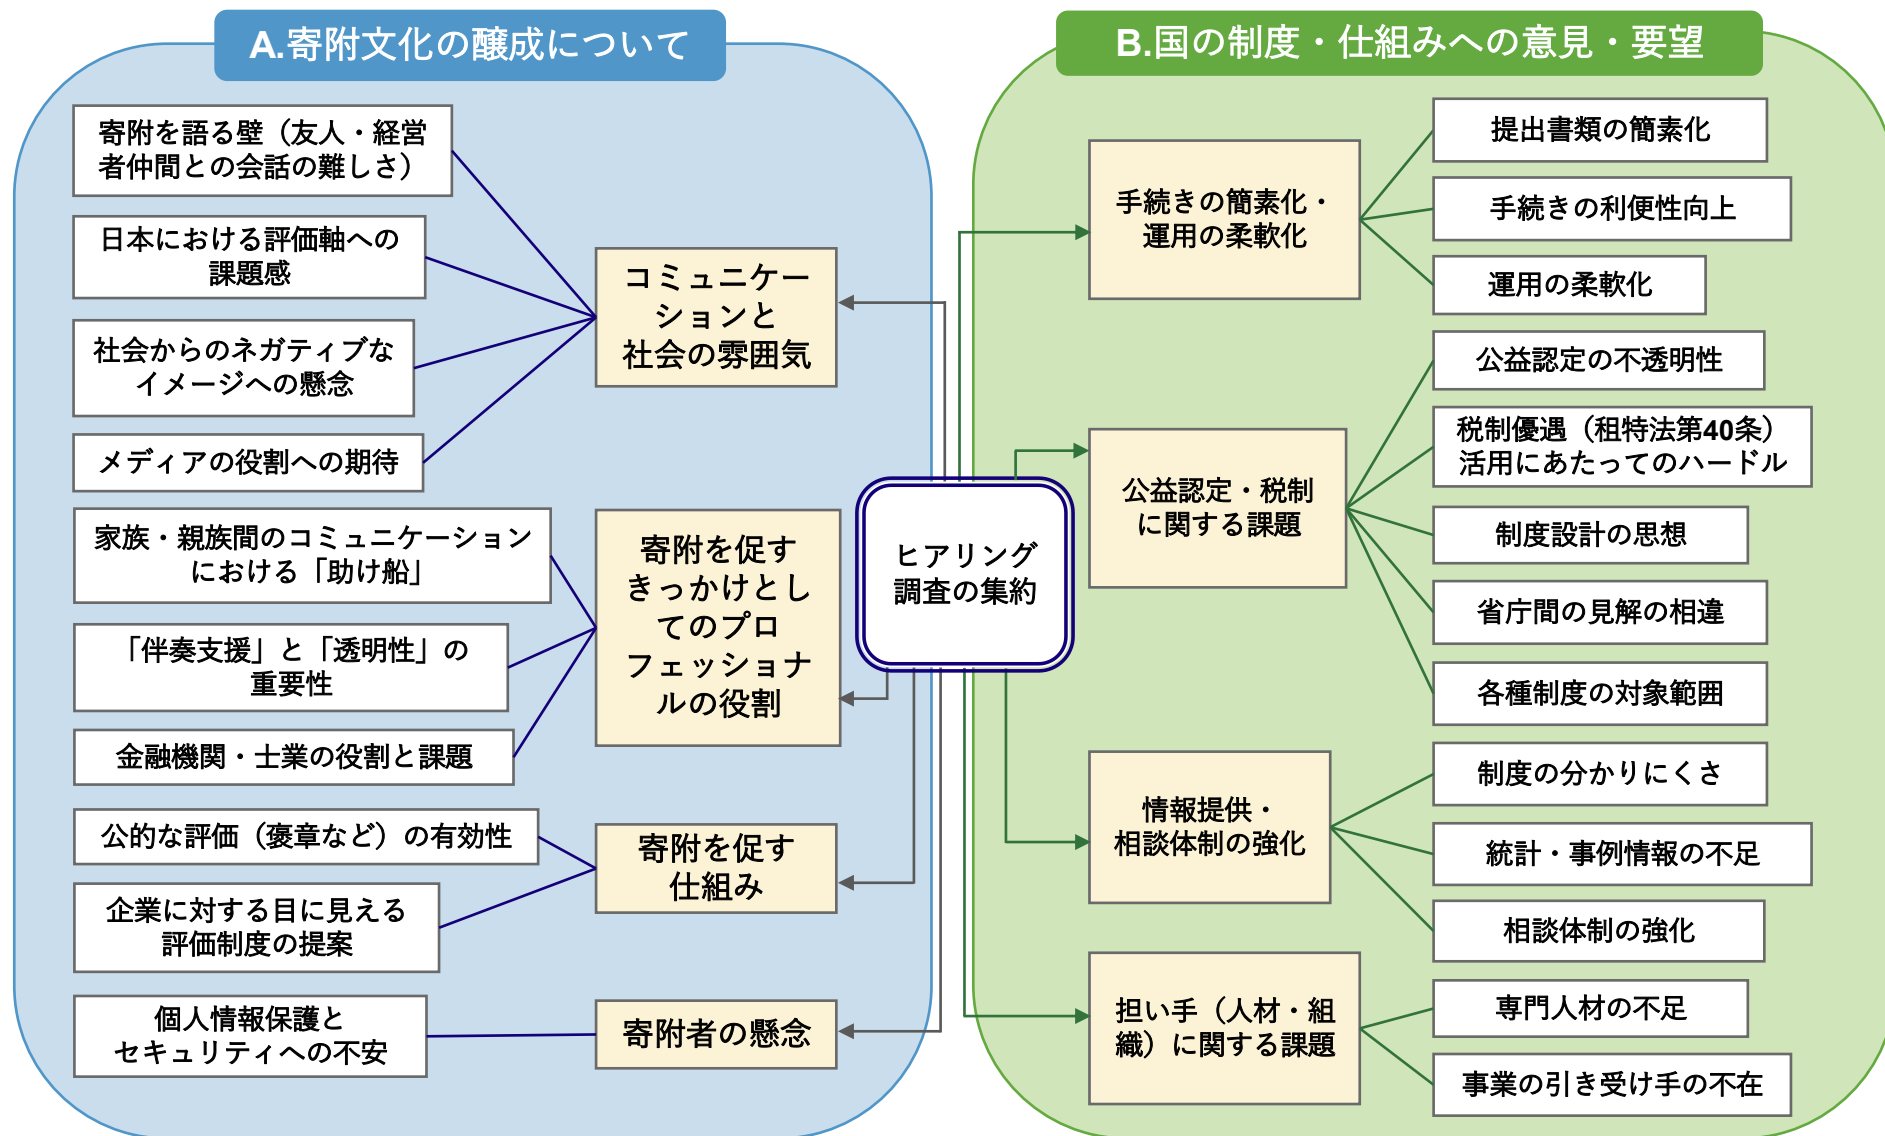 A.寄附文化の醸成について
寄附を語る壁（友人・経営
者仲間との会話の難しさ）
日本における評価軸への
課題感
社会からのネガティブな
イメージへの懸念
メディアの役割への期待
コミュニケー
ションと
社会の雰囲気
家族・親族間のコミュニケーション
における「助け船」
「伴奏支援」と「透明性」の
重要性
金融機関・士業の役割と課題
寄附を促す
きっかけとし
てのプロ
フェッショナ
ルの役割
公的な評価（褒章など）の有効性
企業に対する目に見える
評価制度の提案
寄附を促す
仕組み
個人情報保護と
セキュリティへの不安
寄附者の懸念
ヒアリング
調査の集約
B.国の制度・仕組みへの意見・要望
手続きの簡素化・
運用の柔軟化
提出書類の簡素化
手続きの利便性向上
運用の柔軟化
公益認定・税制
に関する課題
公益認定の不透明性
税制優遇（租特法第40条）
活用にあたってのハードル
制度設計の思想
省庁間の見解の相違
各種制度の対象範囲
情報提供・
相談体制の強化
制度の分かりにくさ
統計・事例情報の不足
相談体制の強化
担い手（人材・組
織）に関する課題
専門人材の不足
事業の引き受け手の不在